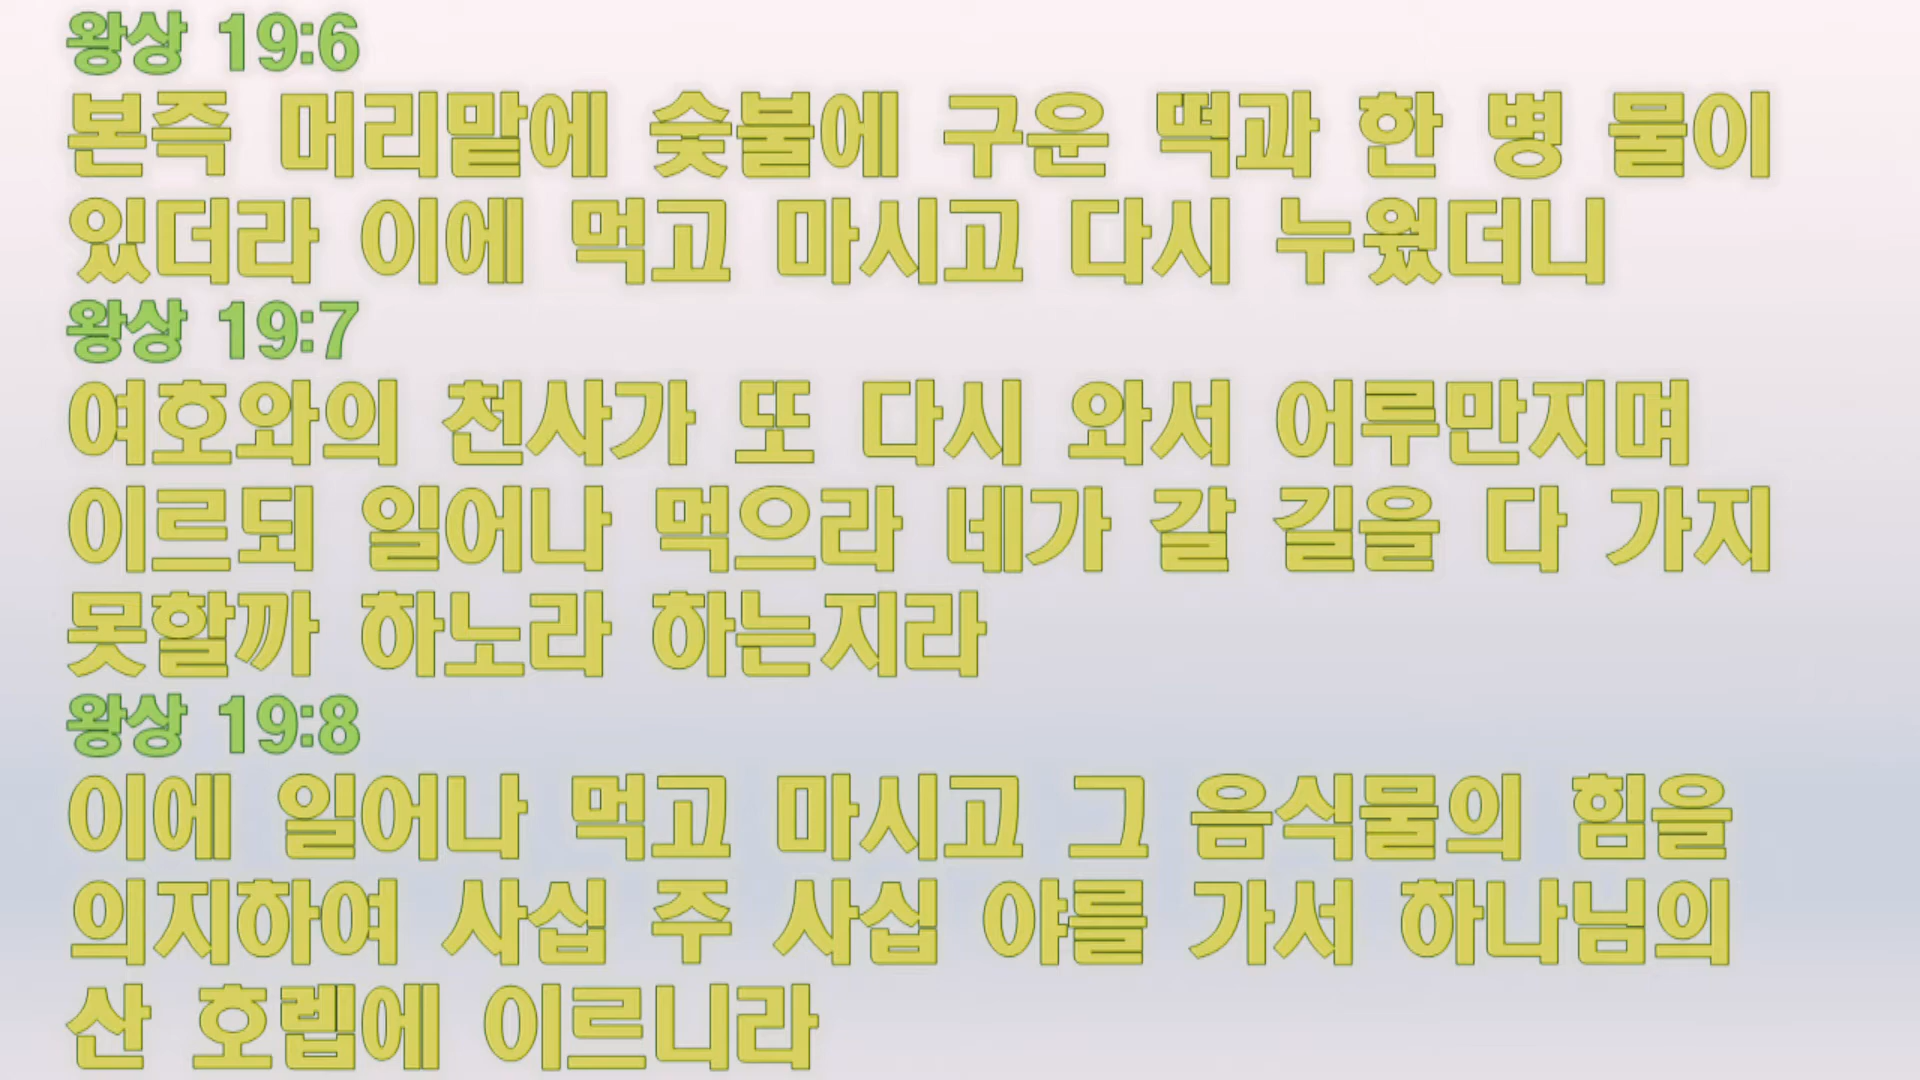 왕상 19:6
본즉 머리맡에 숯불에 구운 떡과 한 병 물이
있더라 이에 먹고 마시고 다시 누웠더니
왕상 19:7
여호와의 천사가 또 다시 와서 어루만지며
이르되 일어나 먹으라 네가 갈 길을 다 가지
못할까 하노라 하는지라
왕상 19:8
이에 일어나 먹고 마시고 그 음식물의 힘을
의지하여 사십 주 사십 야를 가서 하나님의
산 호렙에 이르니라